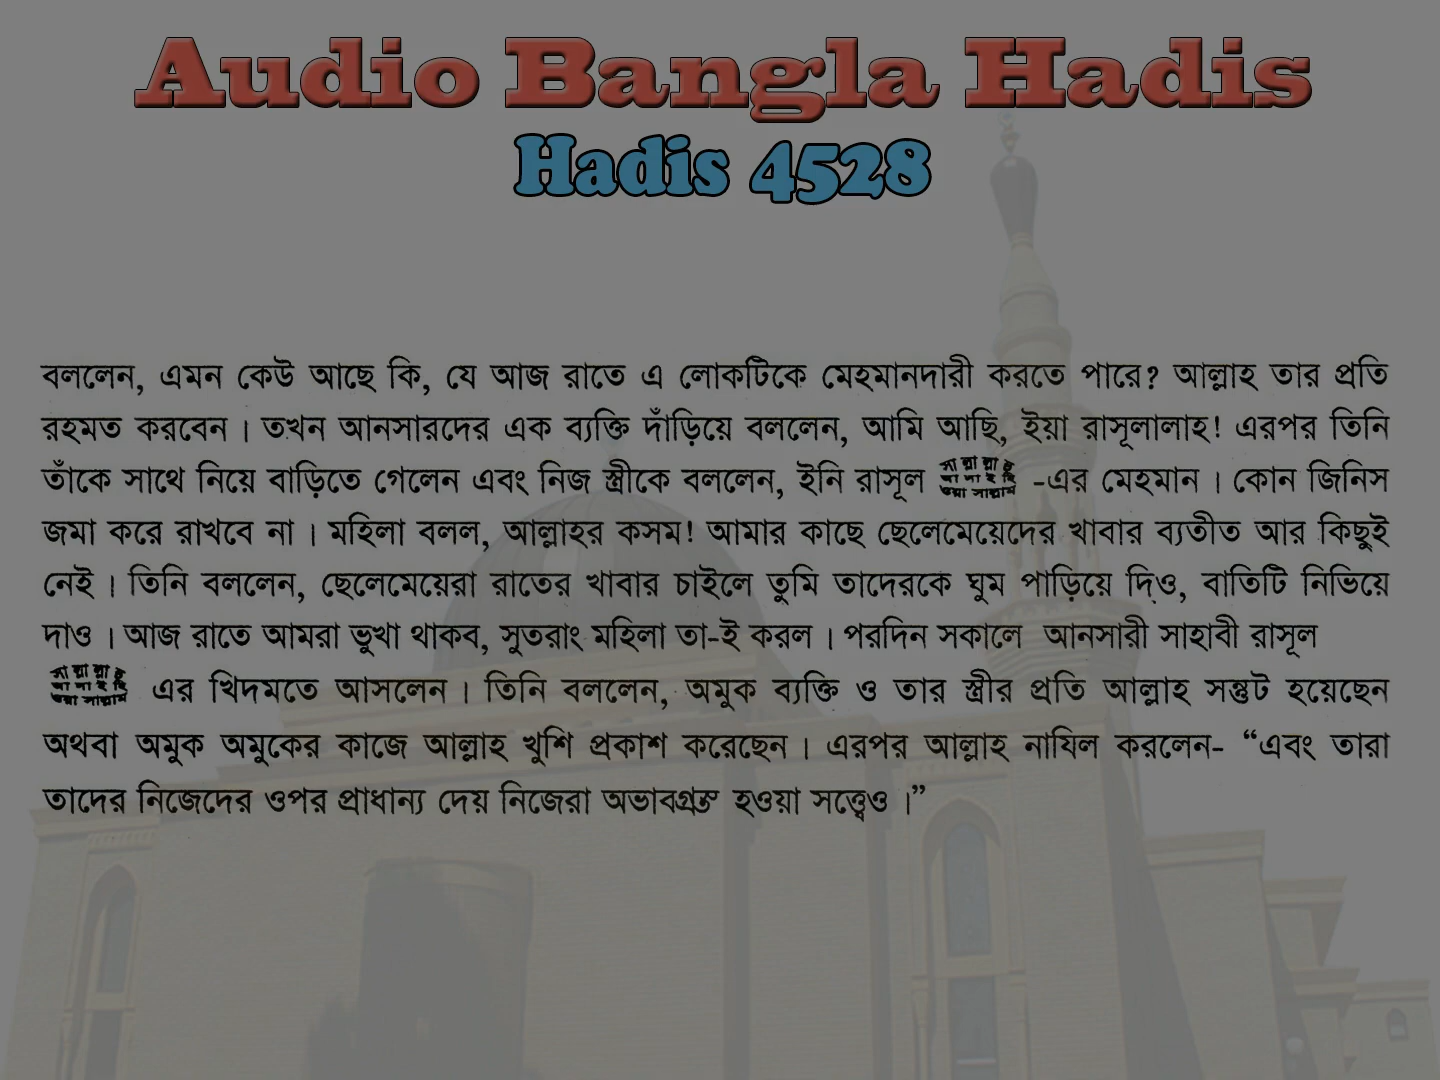 Audio Bangla Hadis
Hadis 4528
বললেন, এমন কেউ আছে কি, যে আজ রাতে এ লোকটিকে মেহমানদারী করতে পারে? আল্লাহ তার প্রতি
রহমত করবেন। তখন আনসারদের এক ব্যক্তি দাঁড়িয়ে বললেন, আমি আছি, ইয়া রাসূলালাহ! এরপর তিনি
তাঁকে সাথে নিয়ে বাড়িতে গেলেন এবং নিজ স্ত্রীকে বললেন, ইনি রাসূল -এর মেহমান। কোন জিনিস
জমা করে রাখবে না। মহিলা বলল, আল্লাহর কসম! আমার কাছে ছেলেমেয়েদের খাবার ব্যতীত আর কিছুই
নেই। তিনি বললেন, ছেলেমেয়েরা রাতের খাবার চাইলে তুমি তাদেরকে ঘুম পাড়িয়ে দিও, বাতিটি নিভিয়ে
দাও। আজ রাতে আমরা ভুখা থাকব, সুতরাং মহিলা তা-ই করল। পরদিন সকালে আনসারী সাহাবী রাসূল
এর খিদমতে আসলেন। তিনি বললেন, অমুক ব্যক্তি ও তার স্ত্রীর প্রতি আল্লাহ সন্তুট হয়েছেন
অথবা অমুক অমুকের কাজে আল্লাহ খুশি প্রকাশ করেছেন। এরপর আল্লাহ নাযিল করলেন- “এবং তারা
তাদের নিজেদের ওপর প্রাধান্য দেয় নিজেরা অভাবগ্রস্ত হওয়া সত্ত্বেও।”